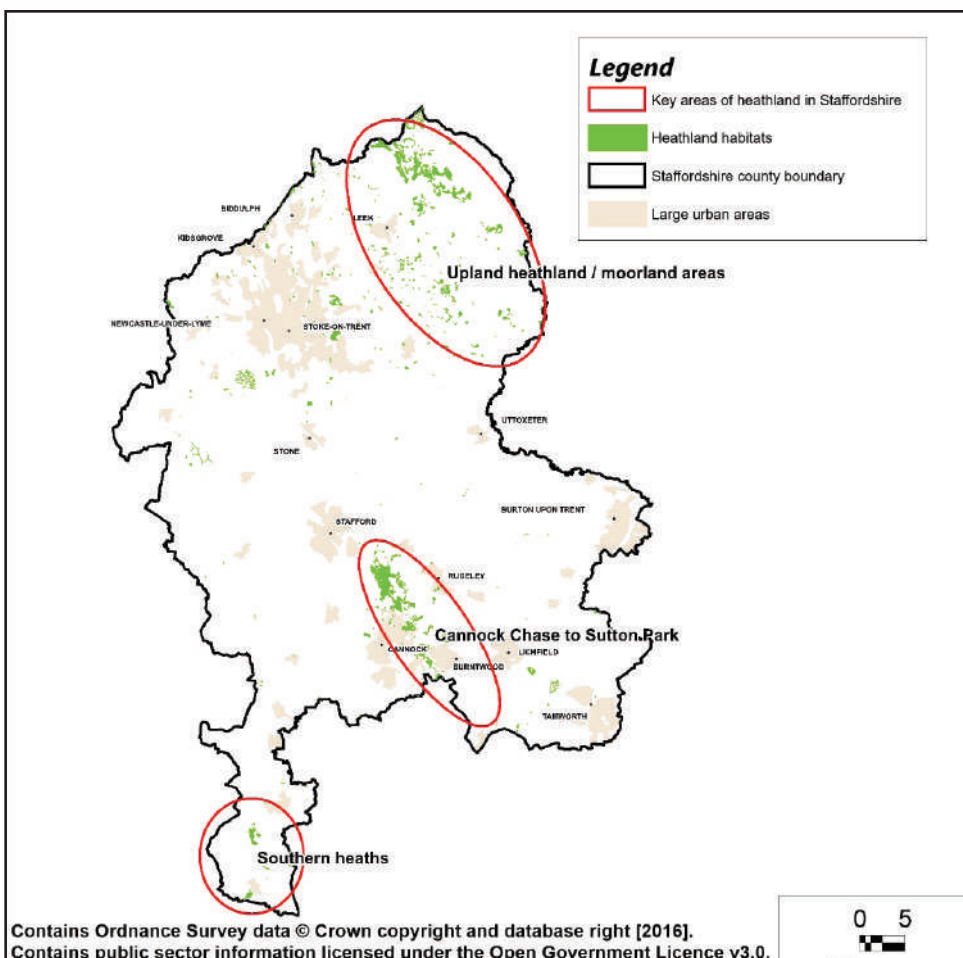 Legend
Key areas of heathland in Staffordshire
Heathland habitats
Staffordshire county boundary
Large urban areas
BIDDULPH
LEEK
KIDSGROVE
Upland heathland / moorland areas
NEWCASTLE-UNDER-LYME
STOKE-ON-TRENT
UTTOXETER
STONE
BURTON UPON TRENT
STAFFORD
RUGELEY
Cannock Chase to Sutton Park
CANNOCK
LICHFIELD
BURNTWOOD
TAMWORTH
Southern heaths
0 5
Contains Ordnance Survey data © Crown copyright and database right [2016].
Contains public sector information licensed under the Open Government Licence v3.0.